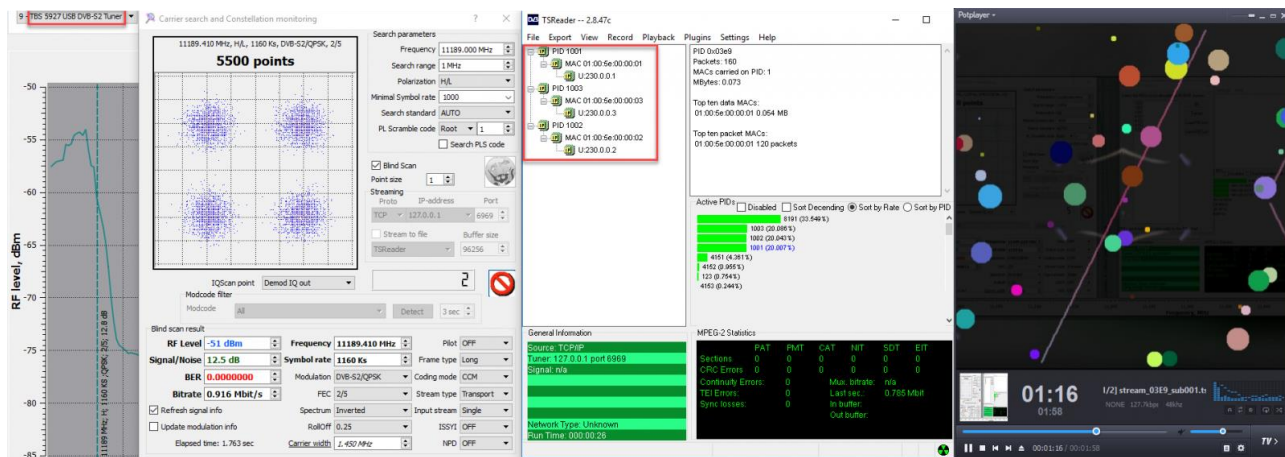 9 - TBS 5927 USB DVB-S2 Tuner
-50
-55
-60
-65
-70
-75
-80
-85
RF level, dBm
11189 MHz; H; 1160 KS; QPSK; 2/5; 12.8 dB
Carrier search and Constellation monitoring
11189.410 MHz, H/L, 1160 Ks, DVB-S2/QPSK, 2/5
5500 points
Search parameters
Frequency 11189.000 MHz
Search range 1 MHz
Polarization H/L
Minimal Symbol rate 1000
Search standard AUTO
PL Scramble code Root 1
Search PLS code
Blind Scan
Point size 1
Streaming
Proto IP-address Port
TCP 127.0.0.1 6969
Stream to file Buffer size
TSReader 96256
IQScan point Demod IQ out
2
Modcode filter
Modcode All Detect 3 sec
Blind scan result
RF Level -51 dBm Frequency 11189.410 MHz Pilot OFF
Signal/Noise 12.5 dB Symbol rate 1160 Ks Frame type Long
BER 0.0000000 Modulation DVB-S2/QPSK Coding mode CCM
Bitrate 0.916 Mbit/s FEC 2/5 Stream type Transport
Refresh signal info Spectrum Inverted Input stream Single
Update modulation info RollOff 0.25 ISSYI OFF
Elapsed time: 1.763 sec Carrier width 1.450 MHz NPD OFF
TSReader -- 2.8.47c
File Export View Record Playback Plugins Settings Help
PID 1001
MAC 01:00:5e:00:00:01
U:230.0.0.1
PID 1003
MAC 01:00:5e:00:00:03
U:230.0.0.3
PID 1002
MAC 01:00:5e:00:00:02
U:230.0.0.2
PID 0x03e9
Packets: 160
MACs carried on PID: 1
MBytes: 0.073
Top ten data MACs:
01:00:5e:00:00:01 0.054 MB
Top ten packet MACs:
01:00:5e:00:00:01 120 packets
Active PIDs Disabled Sort Decending Sort by Rate Sort by PID
8191 (33.549%)
1003 (20.086%)
1002 (20.043%)
1001 (20.007%)
4151 (4.361%)
4152 (0.955%)
123 (0.754%)
4153 (0.244%)
General Information
Source: TCP/IP
Tuner: 127.0.0.1 port 6969
Signal: n/a
Network Type: Unknown
Run Time: 000:00:26
MPEG-2 Statistics
PAT PMT CAT NIT SDT EIT
Sections 0 0 0 0 0 0
CRC Errors 0 0 0 0 0 0
Continuity Errors: 0 Mux. bitrate: n/a
TEI Errors: 0 Last sec.: 0.785 Mbit
Sync losses: 0 In buffer:
Out buffer:
Potplayer
01:16
01:58
1/2] stream_03E9_sub001.ts
NONE 127.7kbps 48khz
00:01:16 / 00:01:58
TV >